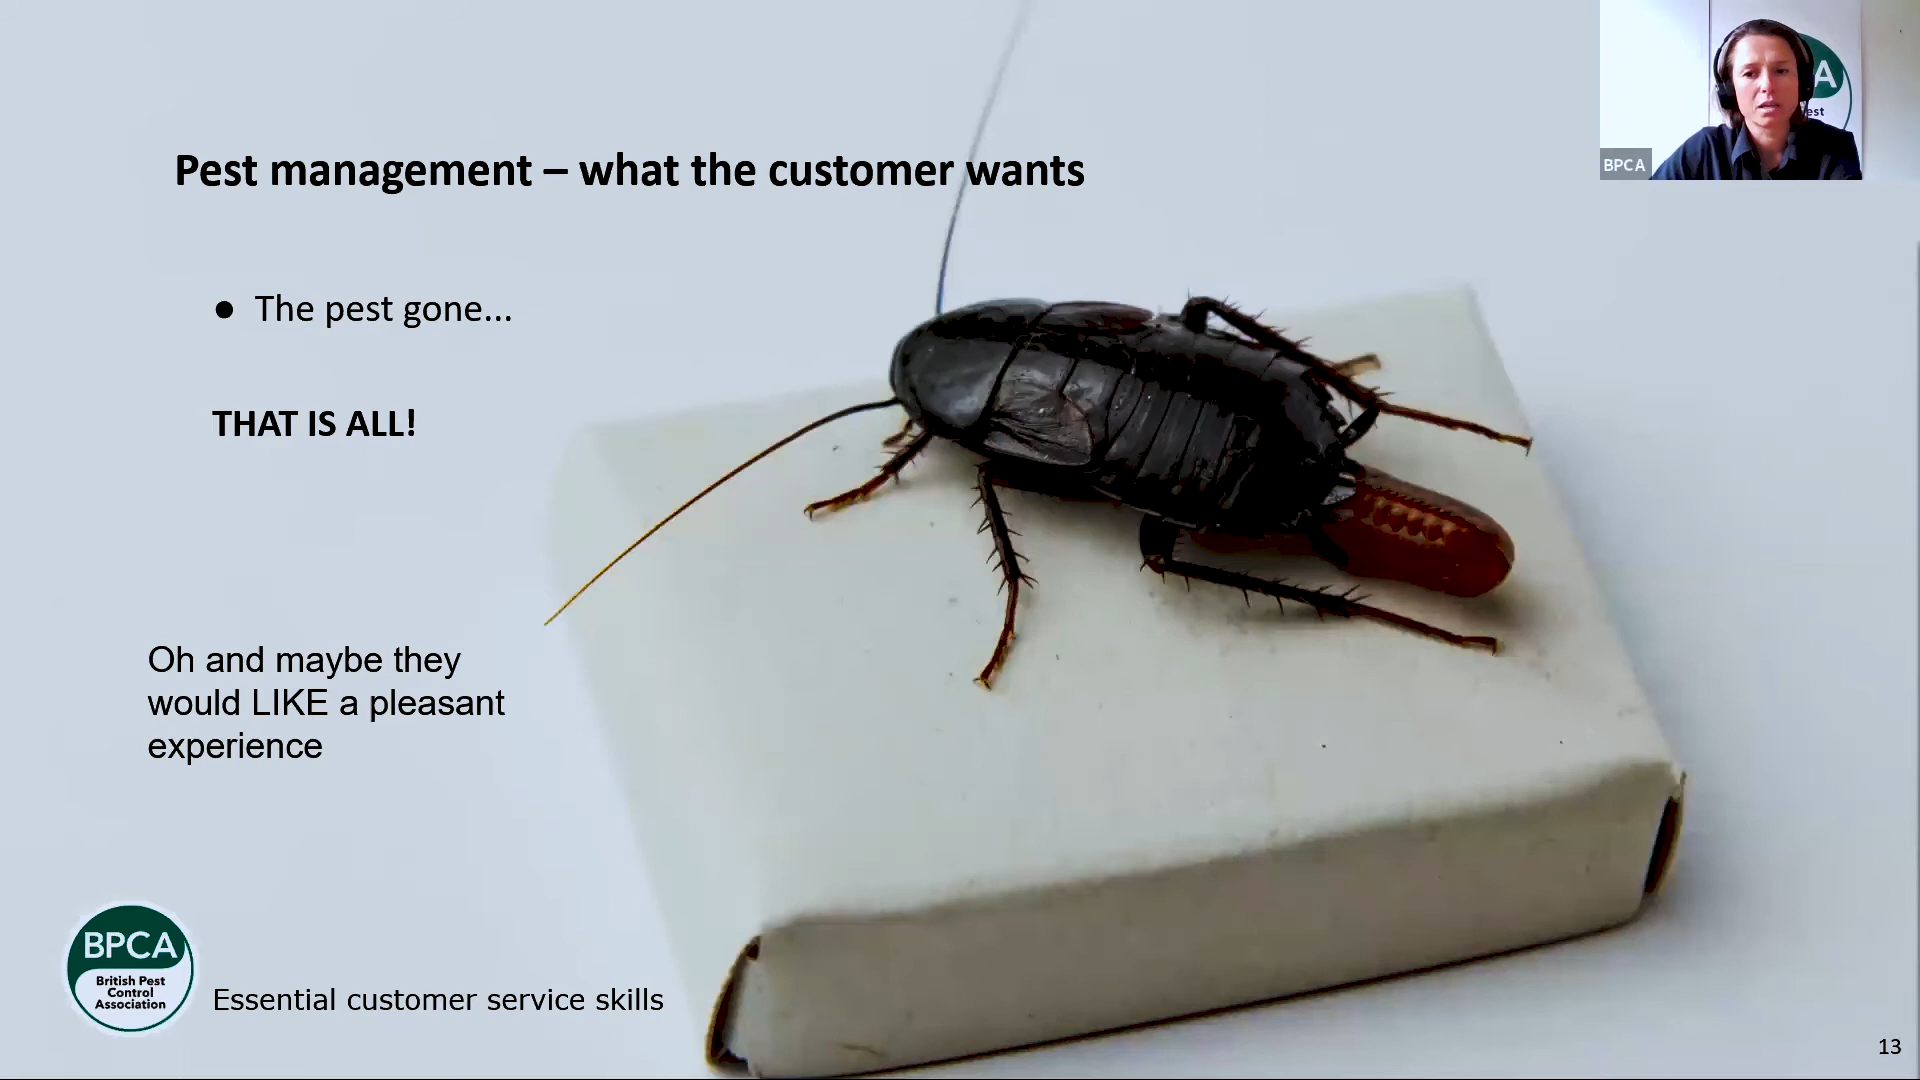 Pest management – what the customer wants
● The pest gone...
THAT IS ALL!
Oh and maybe they
would LIKE a pleasant
experience
BPCA
British Pest
Control
Association
Essential customer service skills
13
BPCA
A
est